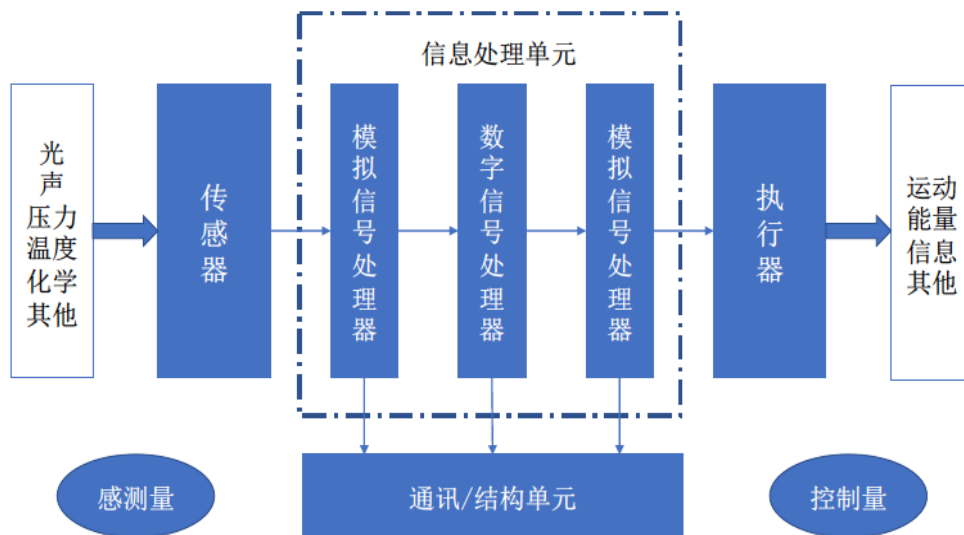 信息处理单元
光
声
压力
温度
化学
其他
传感器
模拟信号处理器
数字信号处理器
模拟信号处理器
执行器
运动
能量
信息
其他
感测量
通讯/结构单元
控制量